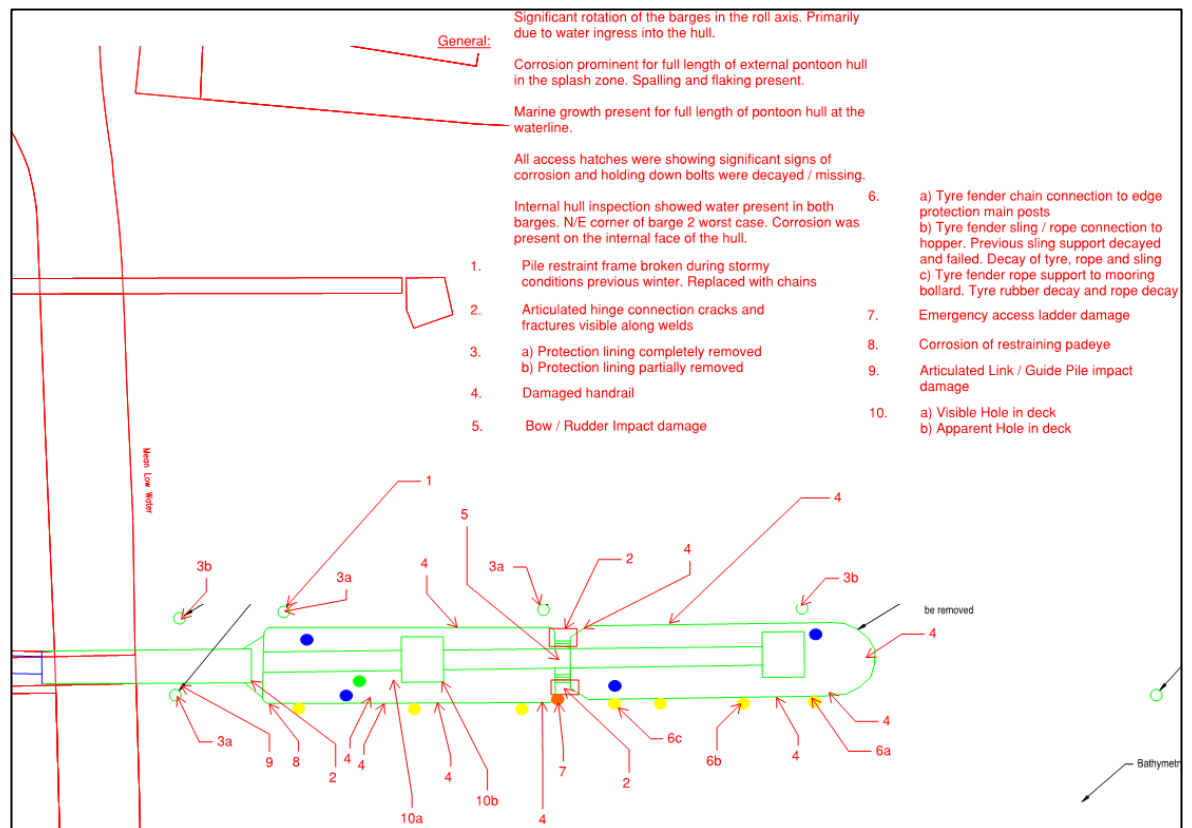 General:
Significant rotation of the barges in the roll axis. Primarily
due to water ingress into the hull.
Corrosion prominent for full length of external pontoon hull
in the splash zone. Spalling and flaking present.
Marine growth present for full length of pontoon hull at the
waterline.
All access hatches were showing significant signs of
corrosion and holding down bolts were decayed / missing.
Internal hull inspection showed water present in both
barges. N/E corner of barge 2 worst case. Corrosion was
present on the internal face of the hull.
1. Pile restraint frame broken during stormy
conditions previous winter. Replaced with chains
2. Articulated hinge connection cracks and
fractures visible along welds
3. a) Protection lining completely removed
b) Protection lining partially removed
4. Damaged handrail
5. Bow / Rudder Impact damage
6. a) Tyre fender chain connection to edge
protection main posts
b) Tyre fender sling / rope connection to
hopper. Previous sling support decayed
and failed. Decay of tyre, rope and sling
c) Tyre fender rope support to mooring
bollard. Tyre rubber decay and rope decay
7. Emergency access ladder damage
8. Corrosion of restraining padeye
9. Articulated Link / Guide Pile impact
damage
10. a) Visible Hole in deck
b) Apparent Hole in deck
Mean Low Water
1
4
5
2
4
3b
3a
4
3a
3b
be removed
4
3a
9
8
2
4
4
4
10a
10b
4
7
2
6c
6b
4
6a
4
Bathymetr